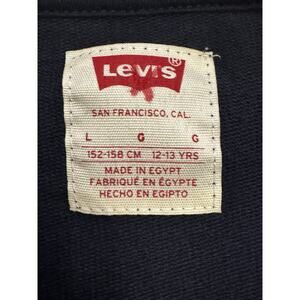 Levi's®
SAN FRANCISCO, CAL.
L G G
152-158 CM 12-13 YRS
MADE IN EGYPT
FABRIQUÉ EN ÉGYPTE
HECHO EN EGIPTO